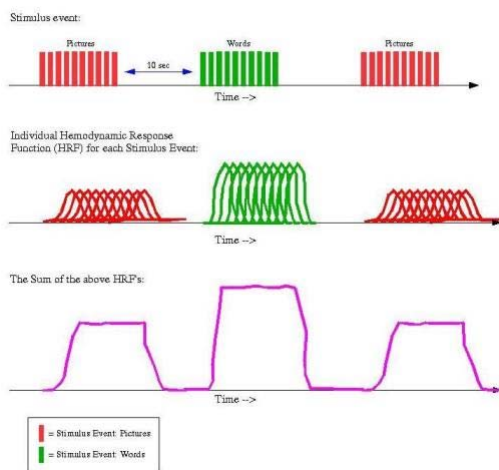 Stimulus event:
Pictures
Words
Pictures
10 sec
Time -->
Individual Hemodynamic Response
Function (HRF) for each Stimulus Event:
Time -->
The Sum of the above HRF's:
Time -->
= Stimulus Event: Pictures
= Stimulus Event: Words